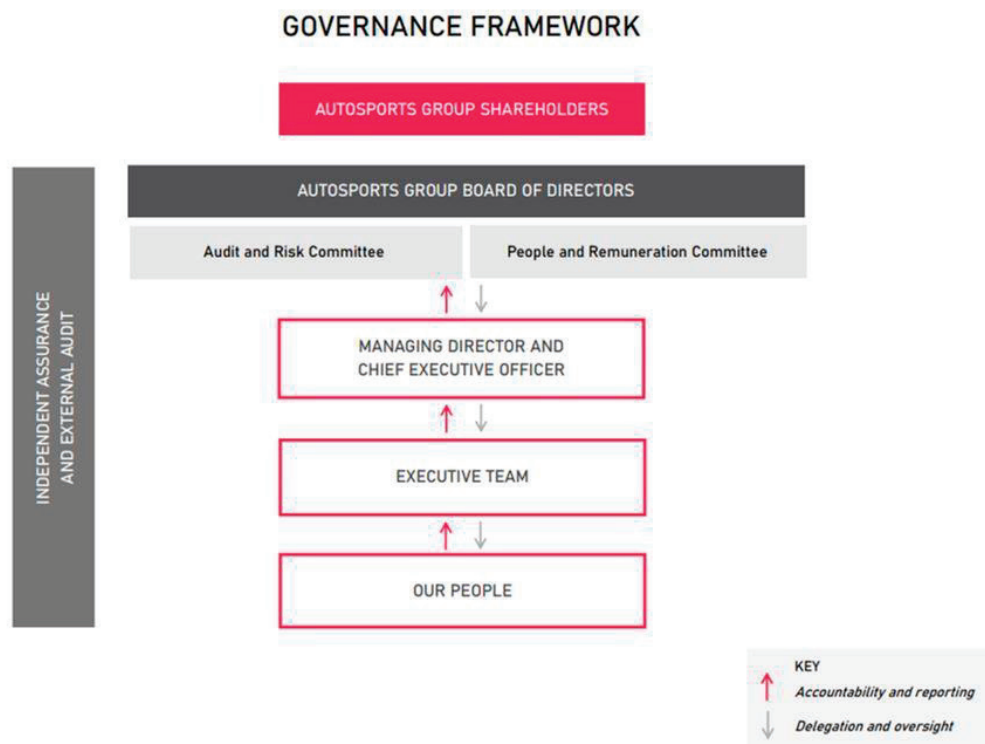 GOVERNANCE FRAMEWORK
AUTOSPORTS GROUP SHAREHOLDERS
INDEPENDENT ASSURANCE
AND EXTERNAL AUDIT
AUTOSPORTS GROUP BOARD OF DIRECTORS
Audit and Risk Committee
People and Remuneration Committee
MANAGING DIRECTOR AND
CHIEF EXECUTIVE OFFICER
EXECUTIVE TEAM
OUR PEOPLE
KEY
Accountability and reporting
Delegation and oversight